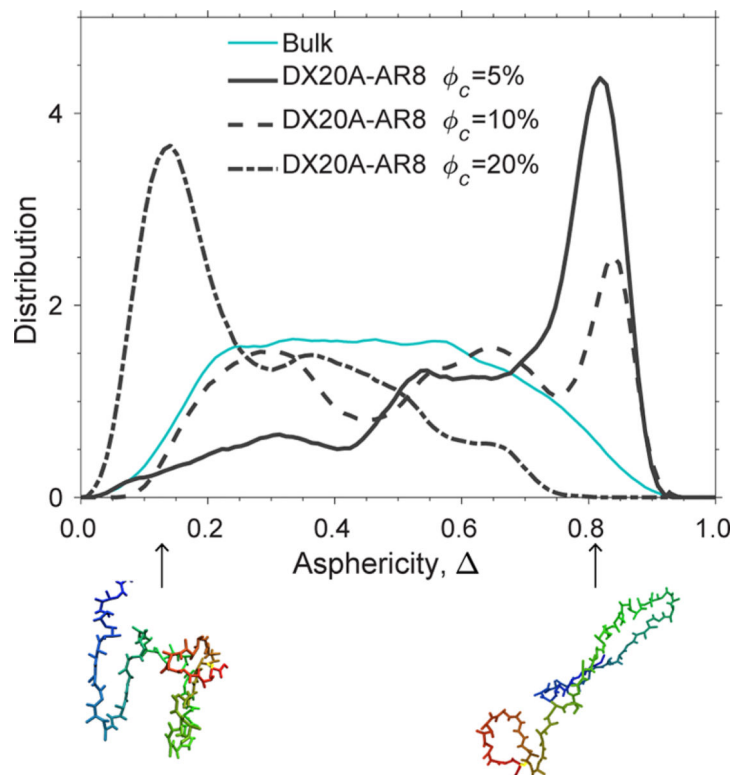 Bulk
DX20A-AR8 ϕc=5%
DX20A-AR8 ϕc=10%
DX20A-AR8 ϕc=20%
Distribution
4
2
0
0.0 0.2 0.4 0.6 0.8 1.0
Asphericity, Δ